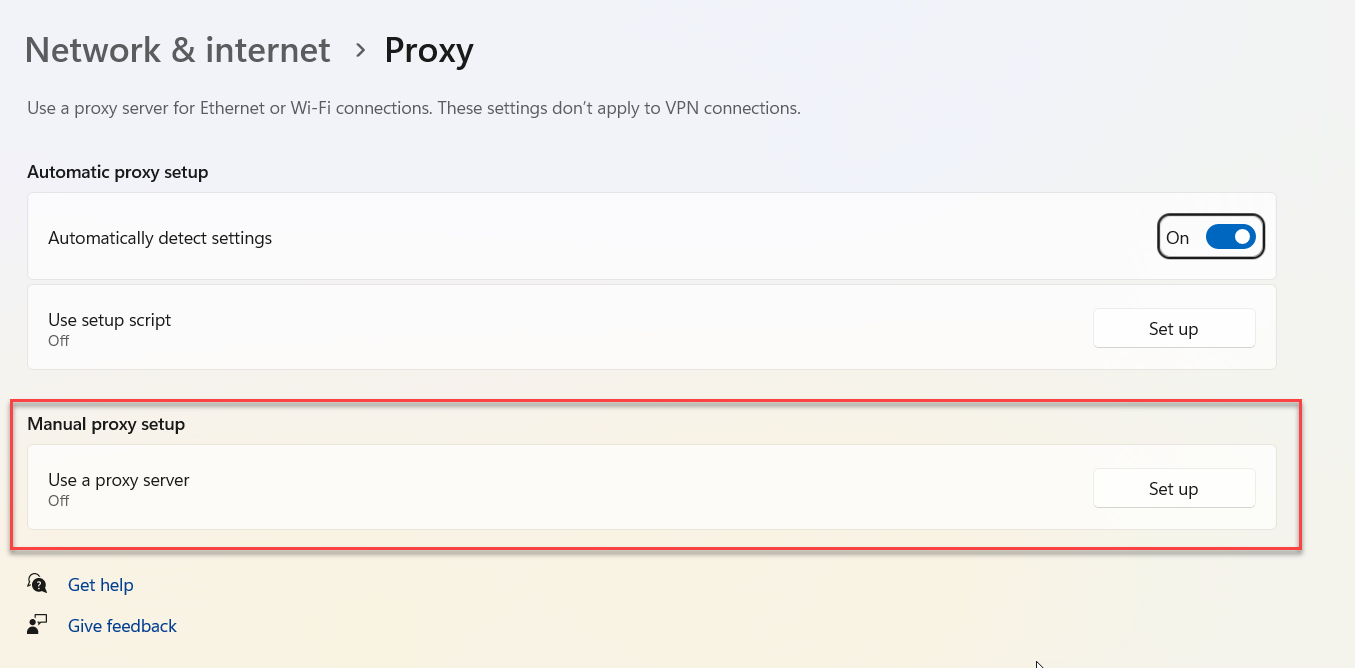 Network & internet > Proxy
Use a proxy server for Ethernet or Wi-Fi connections. These settings don't apply to VPN connections.
Automatic proxy setup
Automatically detect settings
On
Use setup script
Off
Set up
Manual proxy setup
Use a proxy server
Off
Set up
Get help
Give feedback